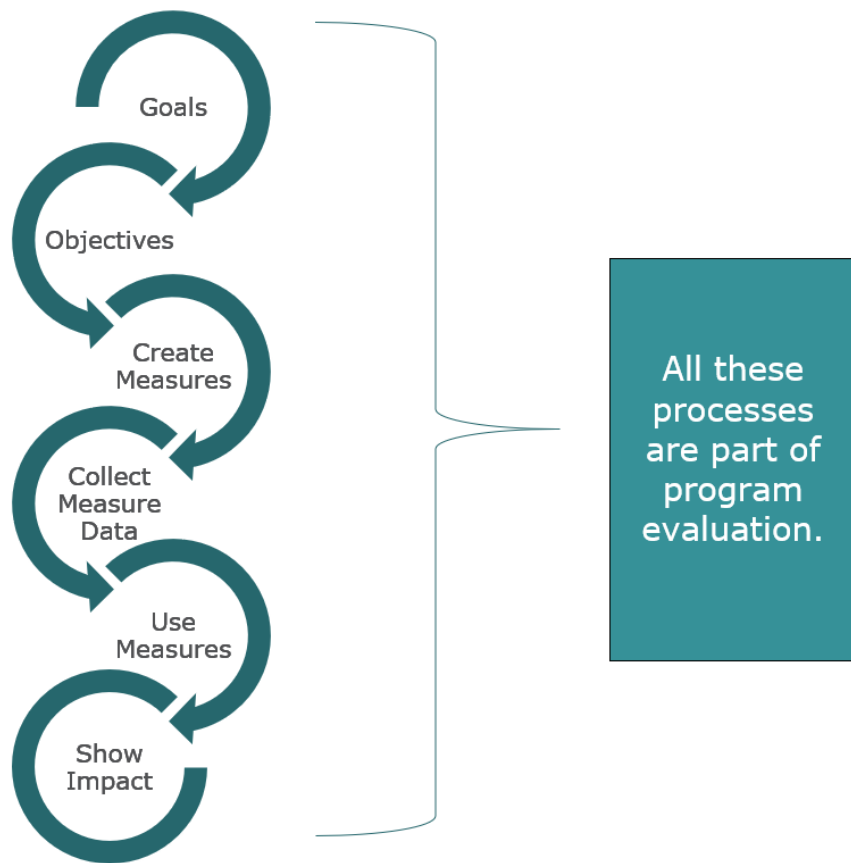 Goals
Objectives
Create
Measures
Collect
Measure
Data
Use
Measures
Show
Impact
All these
processes
are part of
program
evaluation.